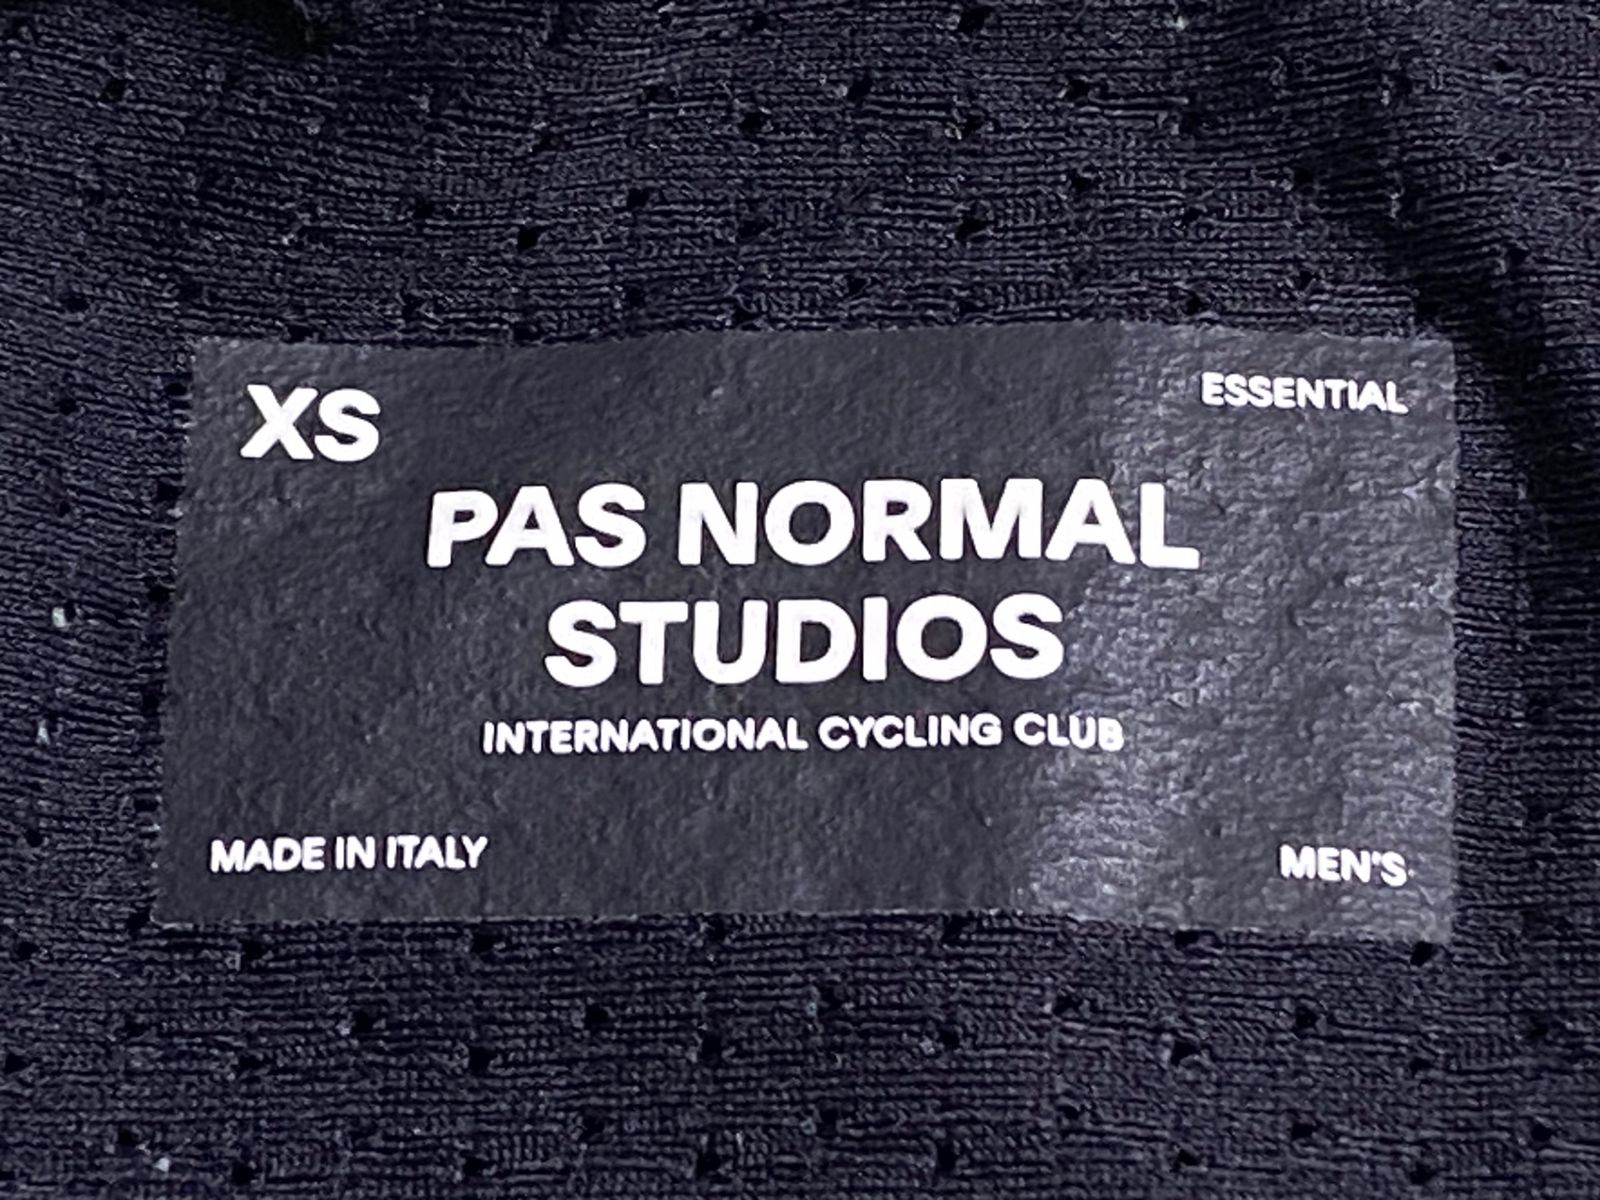 XS
ESSENTIAL
PAS NORMAL
STUDIOS
INTERNATIONAL CYCLING CLUB
MADE IN ITALY
MEN'S